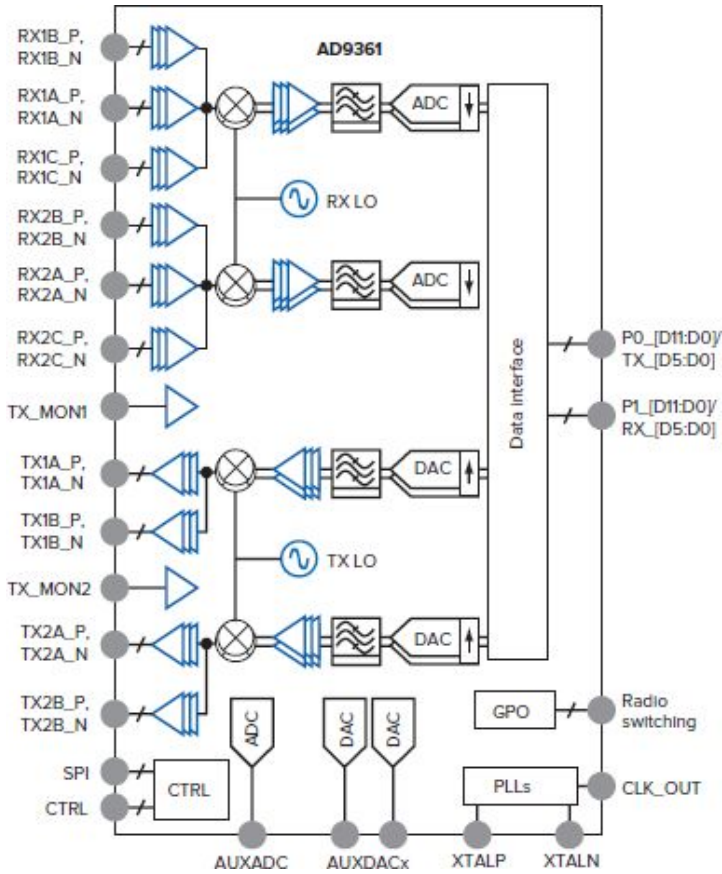 AD9361
RX1B_P,
RX1B_N
RX1A_P,
RX1A_N
RX1C_P,
RX1C_N
RX2B_P,
RX2B_N
RX2A_P,
RX2A_N
RX2C_P,
RX2C_N
TX_MON1
TX1A_P,
TX1A_N
TX1B_P,
TX1B_N
TX_MON2
TX2A_P,
TX2A_N
TX2B_P,
TX2B_N
SPI
CTRL
CTRL
ADC
RX LO
ADC
DAC
TX LO
DAC
Data interface
P0_[D11:D0]/
TX_[D5:D0]
P1_[D11:D0]/
RX_[D5:D0]
GPO
Radio
switching
PLLs
CLK_OUT
ADC
DAC
DAC
AUXADC
AUXDACx
XTALP
XTALN